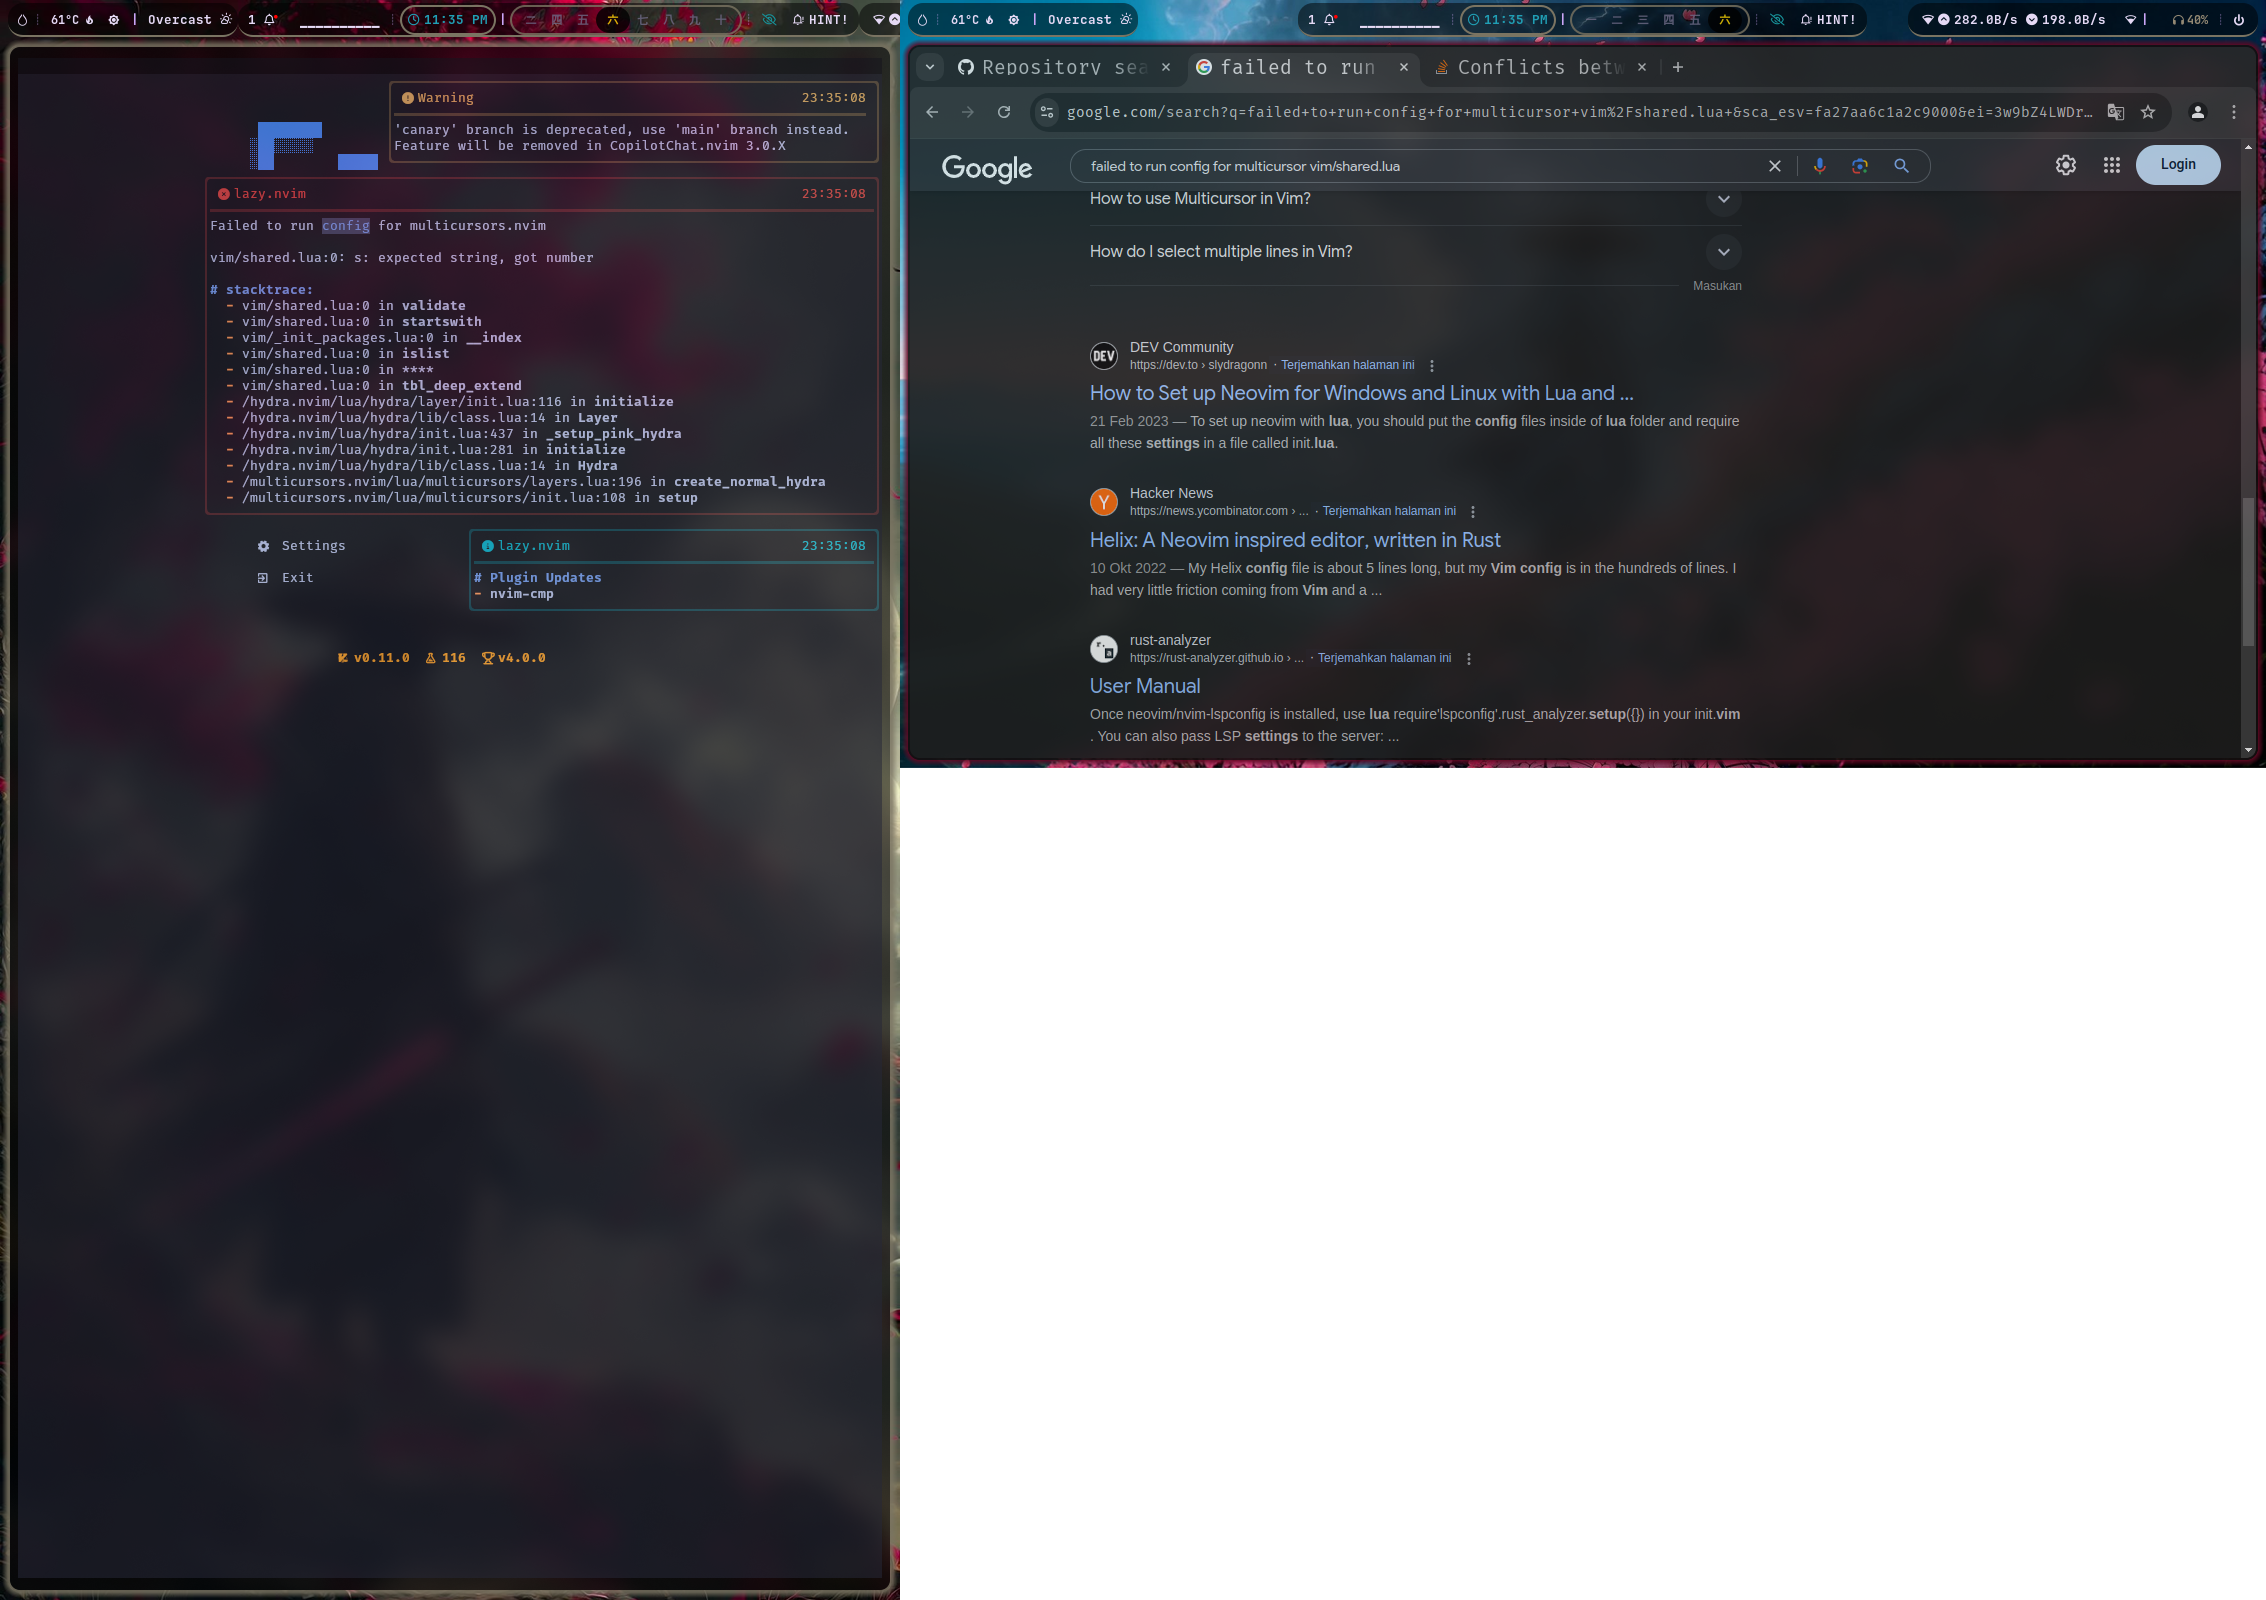 61°C | Overcast
1 11:35 PM | 二 四 五 六 七 八 九 十 HINT!
Warning 23:35:08
'canary' branch is deprecated, use 'main' branch instead.
Feature will be removed in CopilotChat.nvim 3.0.X
lazy.nvim 23:35:08
Failed to run config for multicursors.nvim
vim/shared.lua:0: s: expected string, got number
# stacktrace:
- vim/shared.lua:0 in validate
- vim/shared.lua:0 in startswith
- vim/_init_packages.lua:0 in __index
- vim/shared.lua:0 in islist
- vim/shared.lua:0 in ****
- vim/shared.lua:0 in tbl_deep_extend
- /hydra.nvim/lua/hydra/layer/init.lua:116 in initialize
- /hydra.nvim/lua/hydra/lib/class.lua:14 in Layer
- /hydra.nvim/lua/hydra/init.lua:437 in _setup_pink_hydra
- /hydra.nvim/lua/hydra/init.lua:281 in initialize
- /hydra.nvim/lua/hydra/lib/class.lua:14 in Hydra
- /multicursors.nvim/lua/multicursors/layers.lua:196 in create_normal_hydra
- /multicursors.nvim/lua/multicursors/init.lua:108 in setup
Settings
Exit
lazy.nvim 23:35:08
# Plugin Updates
- nvim-cmp
v0.11.0 116 v4.0.0
61°C | Overcast
1 11:35 PM | 一 二 三 四 五 六 HINT!
282.0B/s 198.0B/s | 40%
Repository sea
failed to run
Conflicts betw
google.com/search?q=failed+to+run+config+for+multicursor+vim%2Fshared.lua+&sca_esv=fa27aa6c1a2c9000&ei=3w9bZ4LWDr…
Google
failed to run config for multicursor vim/shared.lua
Login
How to use Multicursor in Vim?
How do I select multiple lines in Vim?
Masukan
DEV DEV Community
https://dev.to › slydragonn · Terjemahkan halaman ini
How to Set up Neovim for Windows and Linux with Lua and ...
21 Feb 2023 — To set up neovim with lua, you should put the config files inside of lua folder and require
all these settings in a file called init.lua.
Y Hacker News
https://news.ycombinator.com › ... · Terjemahkan halaman ini
Helix: A Neovim inspired editor, written in Rust
10 Okt 2022 — My Helix config file is about 5 lines long, but my Vim config is in the hundreds of lines. I
had very little friction coming from Vim and a ...
rust-analyzer
https://rust-analyzer.github.io › ... · Terjemahkan halaman ini
User Manual
Once neovim/nvim-lspconfig is installed, use lua require'lspconfig'.rust_analyzer.setup({}) in your init.vim
. You can also pass LSP settings to the server: ...